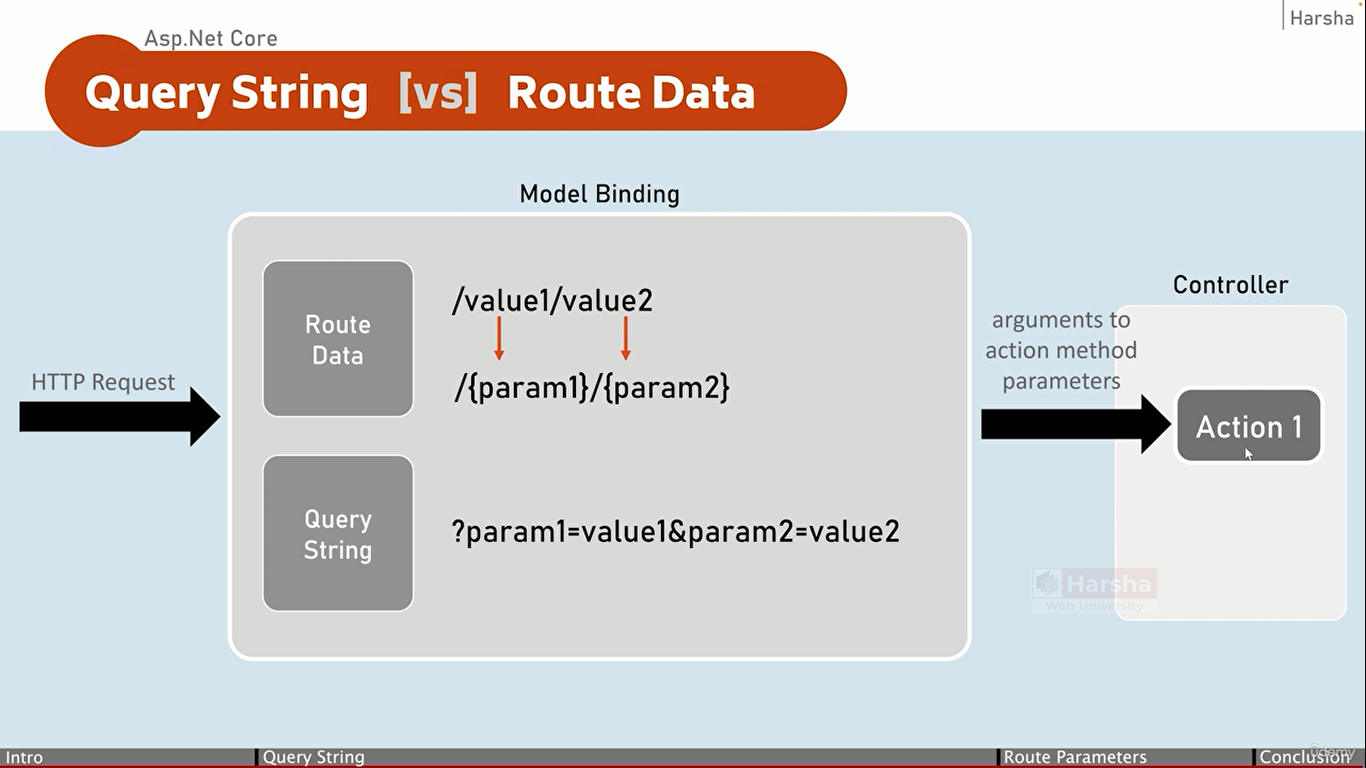 Harsha
Asp.Net Core
Query String [vs] Route Data
Model Binding
Route
Data
/value1/value2
/{param1}/{param2}
HTTP Request
Query
String
?param1=value1&param2=value2
arguments to
action method
parameters
Controller
Action 1
Harsha
Web University
Intro
Query String
Route Parameters
Conclusion
ûdemy